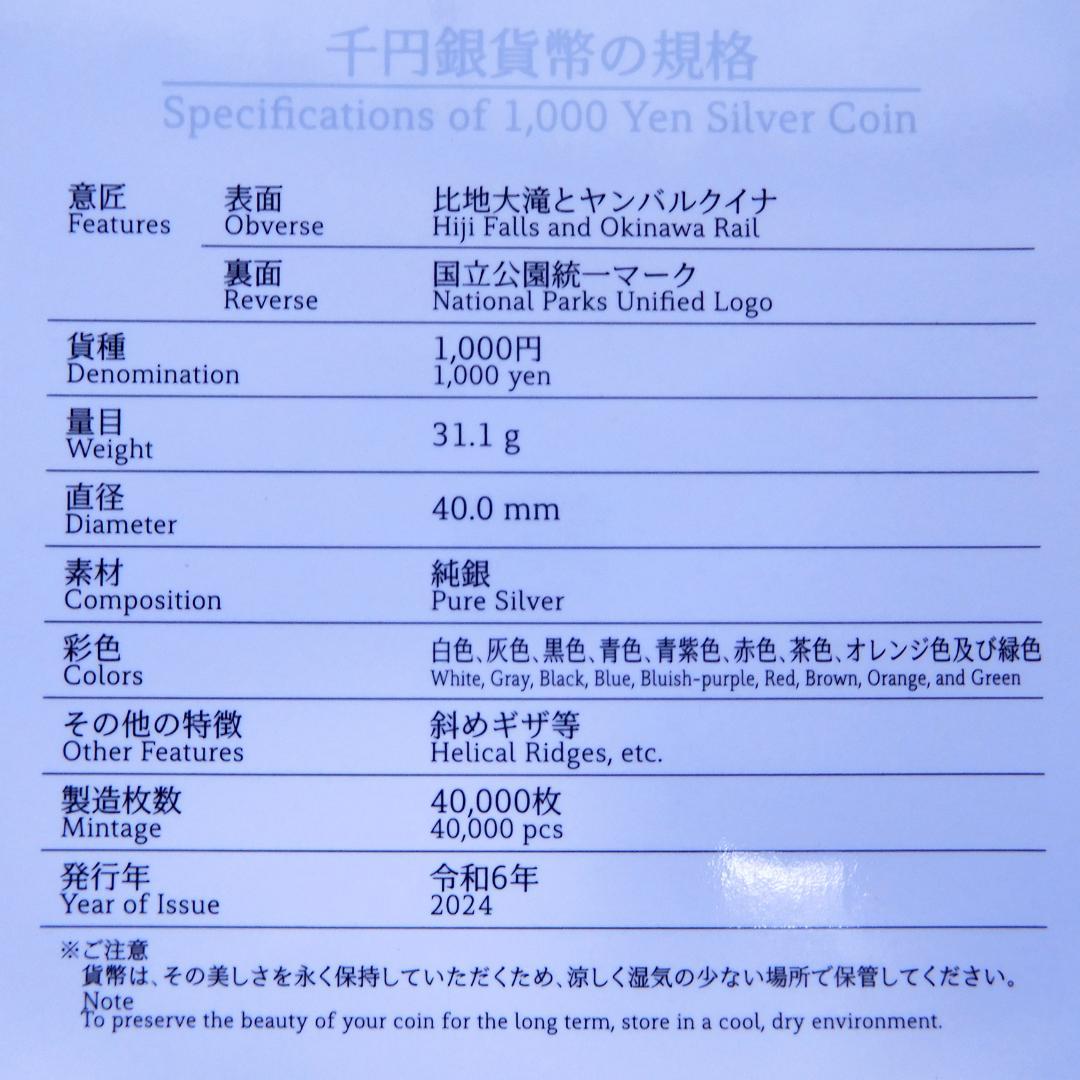 千円銀貨幣の規格
Specifications of 1,000 Yen Silver Coin
意匠 表面 比地大滝とヤンバルクイナ
Features Obverse Hiji Falls and Okinawa Rail
裏面 国立公園統一マーク
Reverse National Parks Unified Logo
貨種 1,000円
Denomination 1,000 yen
量目
Weight 31.1 g
直径
Diameter 40.0 mm
素材 純銀
Composition Pure Silver
彩色 白色、灰色、黒色、青色、青紫色、赤色、茶色、オレンジ色及び緑色
Colors White, Gray, Black, Blue, Bluish-purple, Red, Brown, Orange, and Green
その他の特徴 斜めギザ等
Other Features Helical Ridges, etc.
製造枚数 40,000枚
Mintage 40,000 pcs
発行年 令和6年
Year of Issue 2024
※ご注意
貨幣は、その美しさを永く保持していただくため、涼しく湿気の少ない場所で保管してください。
Note
To preserve the beauty of your coin for the long term, store in a cool, dry environment.